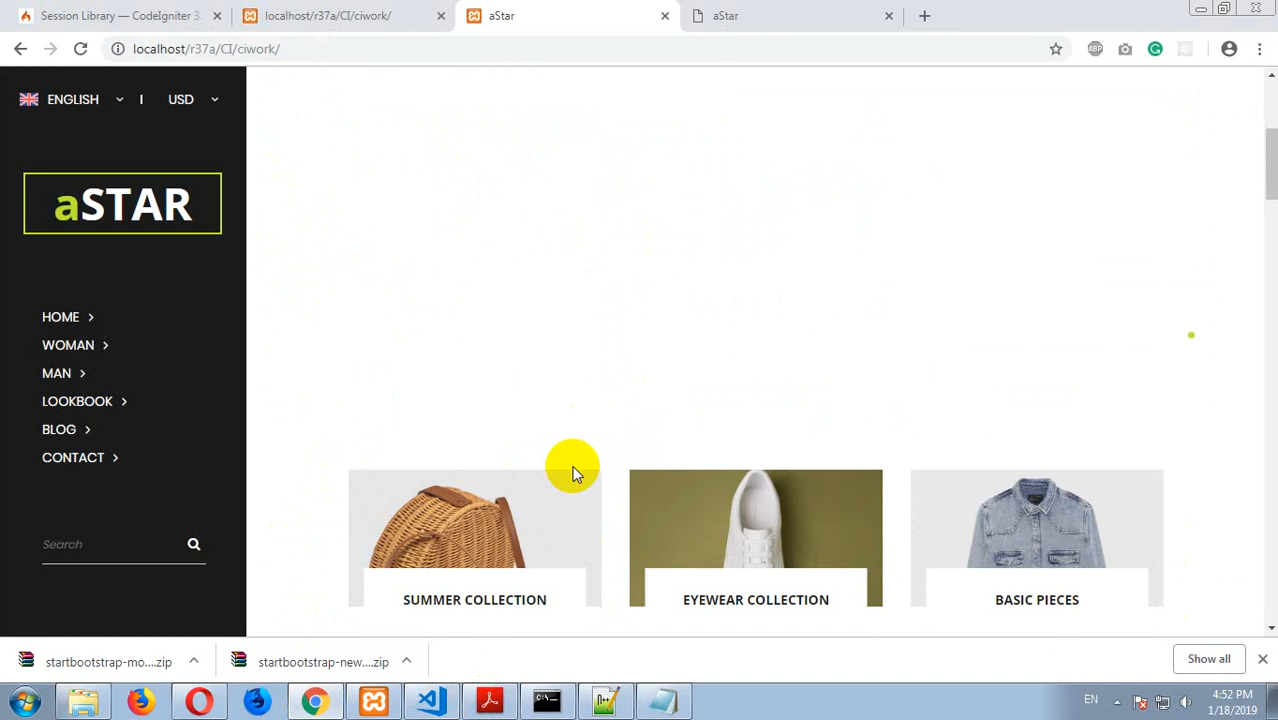 Session Library — CodeIgniter 3.
localhost/r37a/CI/ciwork/
aStar
aStar
localhost/r37a/CI/ciwork/
ABP
ENGLISH
USD
aSTAR
HOME
WOMAN
MAN
LOOKBOOK
BLOG
CONTACT
Search
SUMMER COLLECTION
EYEWEAR COLLECTION
BASIC PIECES
startbootstrap-mo....zip
startbootstrap-new....zip
Show all
EN
4:52 PM
1/18/2019